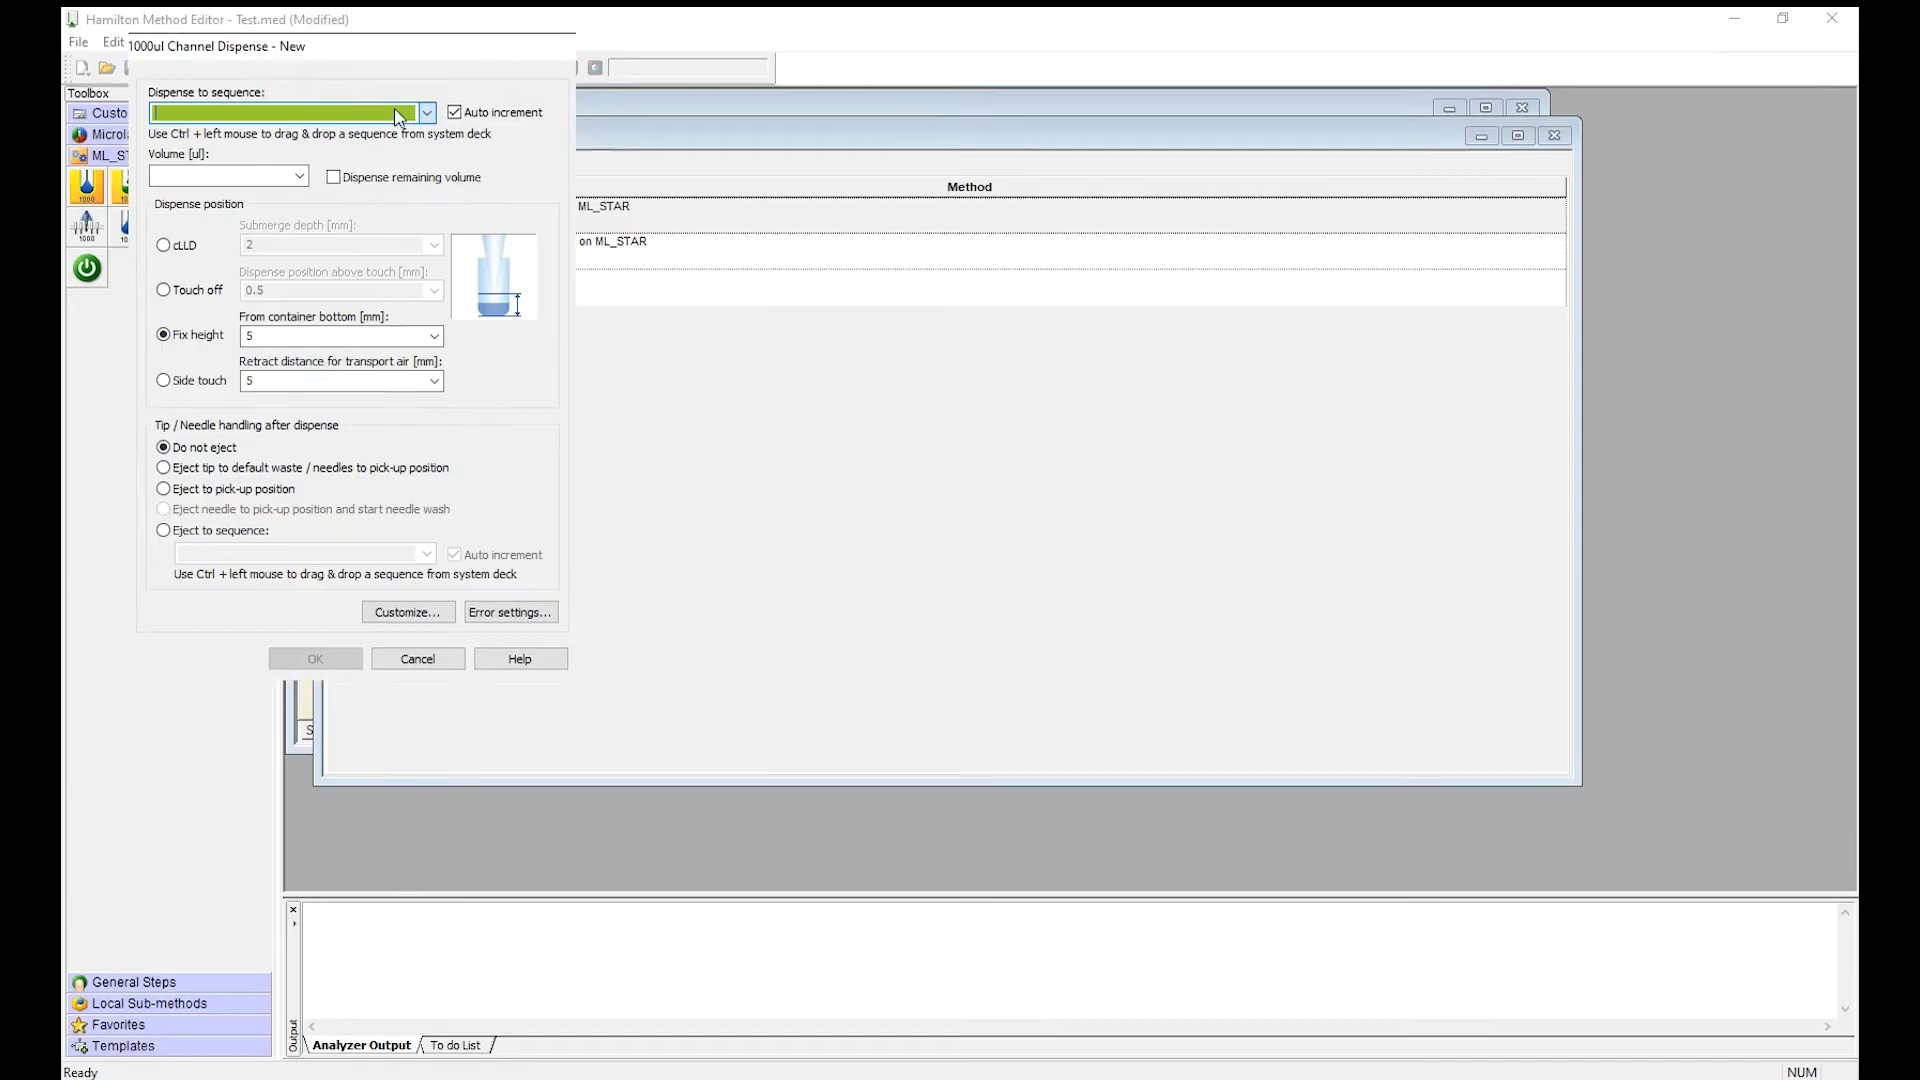 Hamilton Method Editor - Test.med (Modified)
File Edit
1000ul Channel Dispense - New
Toolbox
Dispense to sequence:
Auto increment
Use Ctrl + left mouse to drag & drop a sequence from system deck
Volume [ul]:
Dispense remaining volume
Dispense position
Submerge depth [mm]:
cLLD
2
Dispense position above touch [mm]:
Touch off
0.5
From container bottom [mm]:
Fix height
5
Retract distance for transport air [mm]:
Side touch
5
Tip / Needle handling after dispense
Do not eject
Eject tip to default waste / needles to pick-up position
Eject to pick-up position
Eject needle to pick-up position and start needle wash
Eject to sequence:
Auto increment
Use Ctrl + left mouse to drag & drop a sequence from system deck
Customize... Error settings...
OK Cancel Help
Custo
Microl
ML_ST
1000
1000
Method
ML_STAR
on ML_STAR
S
General Steps
Local Sub-methods
Favorites
Templates
Output
Analyzer Output To do List
Ready
NUM